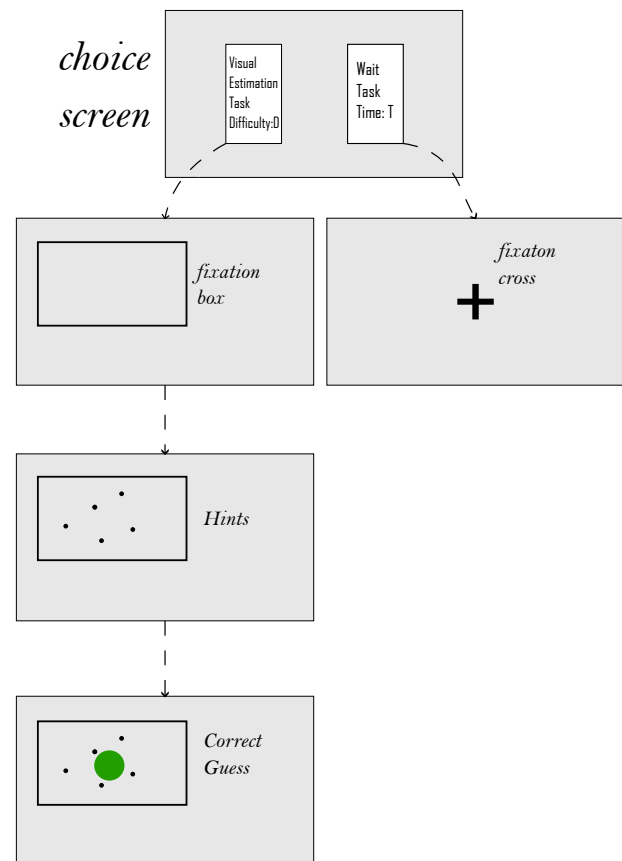 choice
screen
Visual
Estimation
Task
Difficulty:D
Wait
Task
Time: T
fixation
box
fixaton
cross
Hints
Correct
Guess